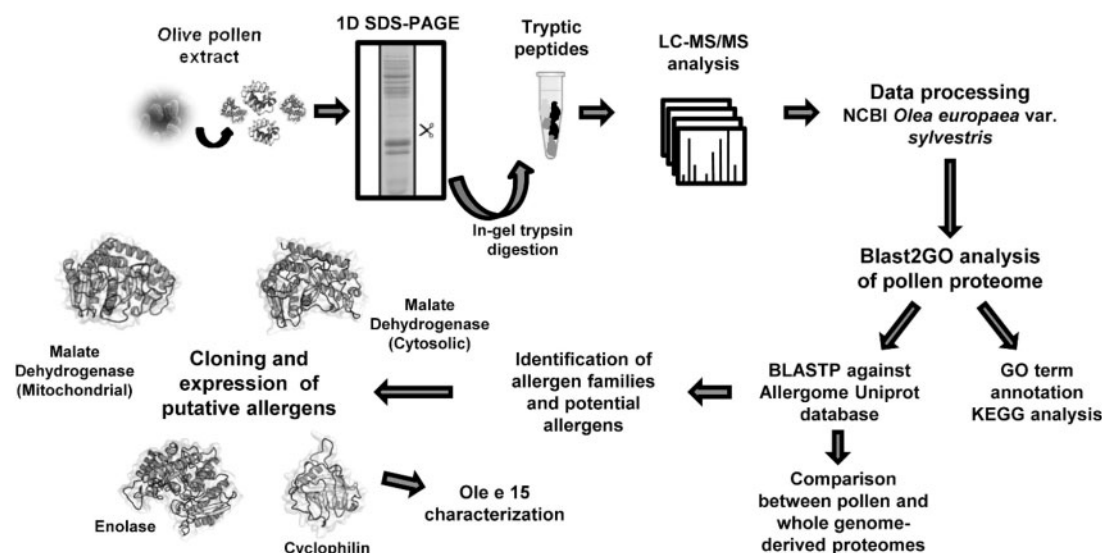 Olive pollen
extract
1D SDS-PAGE
Tryptic
peptides
LC-MS/MS
analysis
Data processing
NCBI Olea europaea var.
sylvestris
In-gel trypsin
digestion
Blast2GO analysis
of pollen proteome
GO term
annotation
KEGG analysis
BLASTP against
Allergome Uniprot
database
Comparison
between pollen and
whole genome-
derived proteomes
Identification of
allergen families
and potential
allergens
Cloning and
expression of
putative allergens
Malate
Dehydrogenase
(Mitochondrial)
Malate
Dehydrogenase
(Cytosolic)
Enolase
Cyclophilin
Ole e 15
characterization